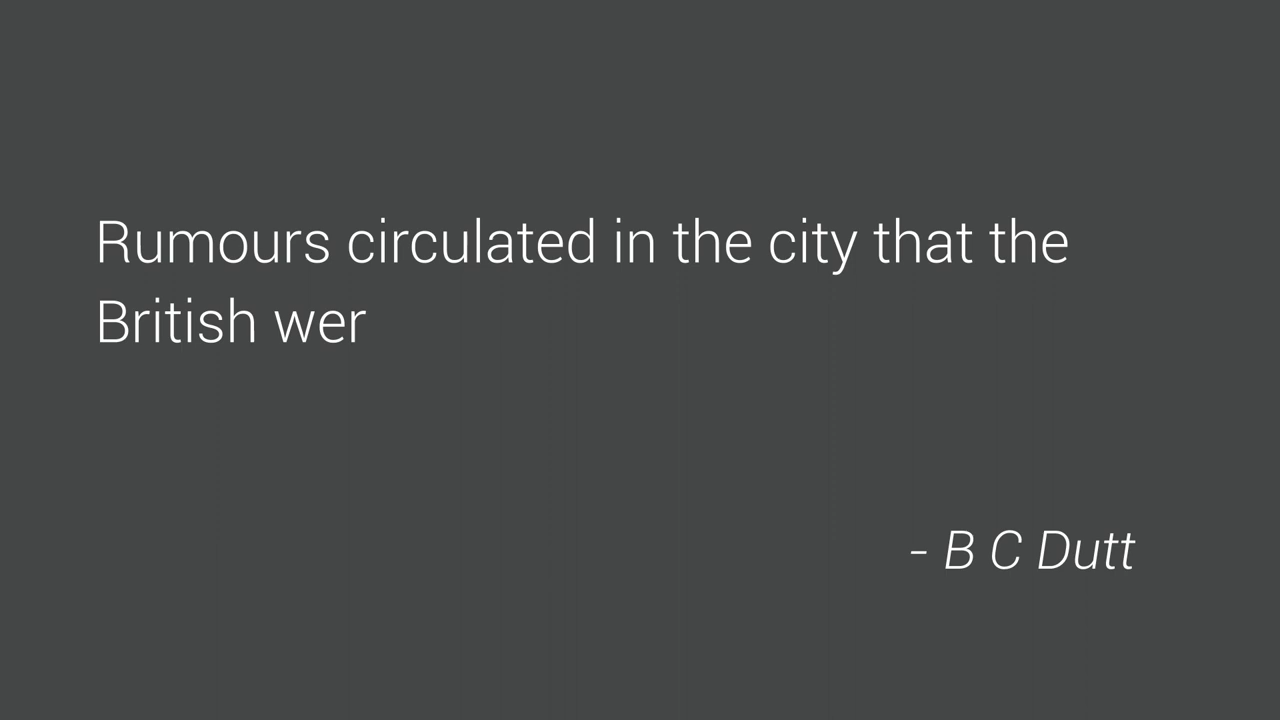 Rumours circulated in the city that the
British wer
- B C Dutt